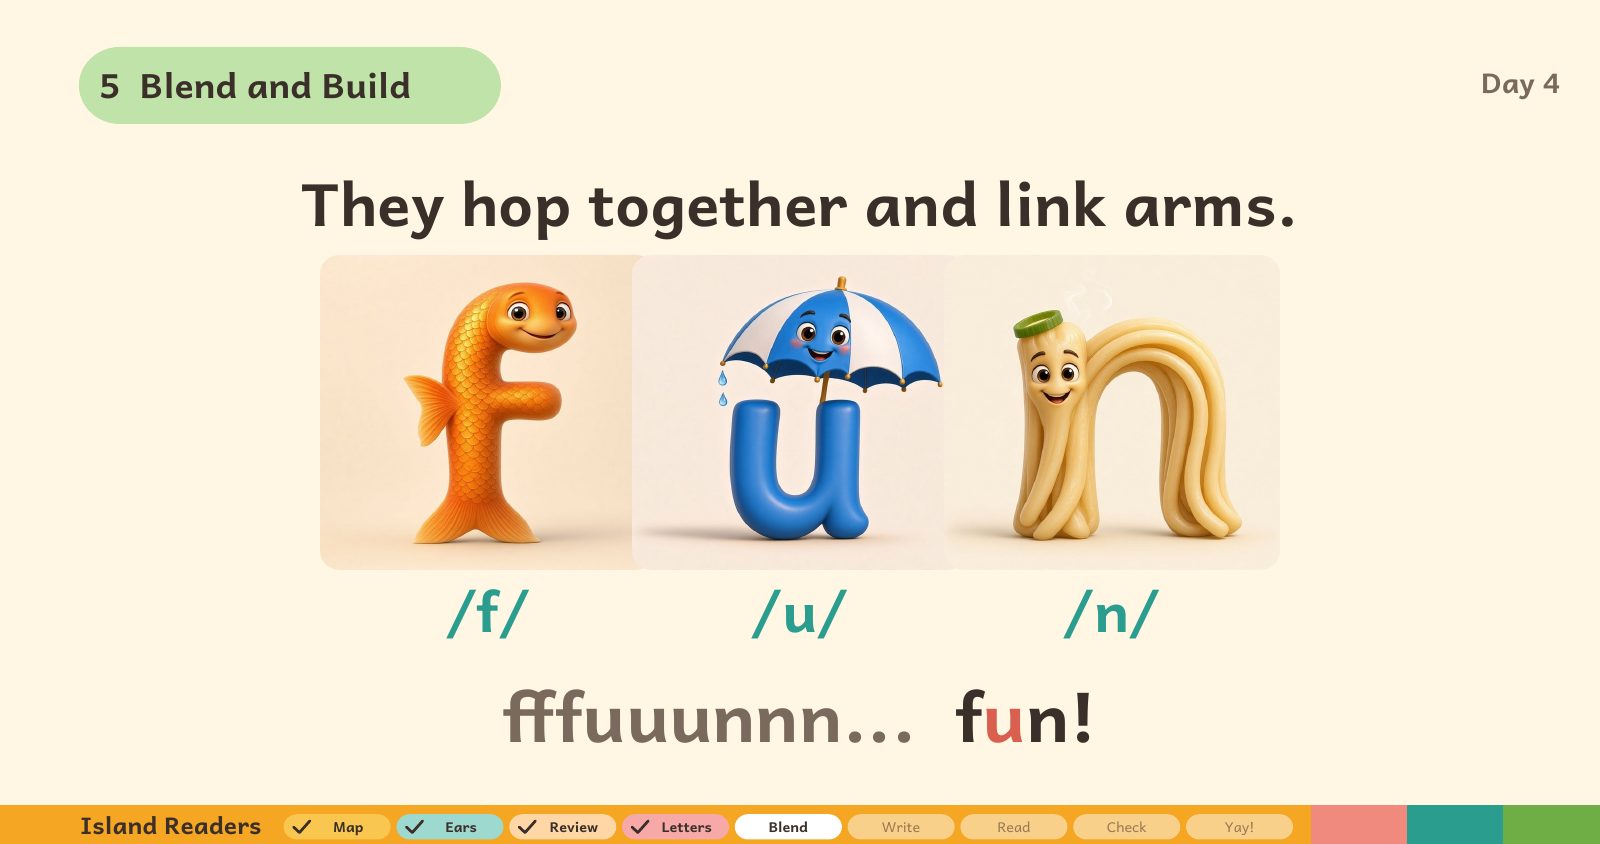 5 Blend and Build
Day 4
They hop together and link arms.
/f/ /u/ /n/
fffuuunnn... fun!
Island Readers Map Ears Review Letters Blend Write Read Check Yay!